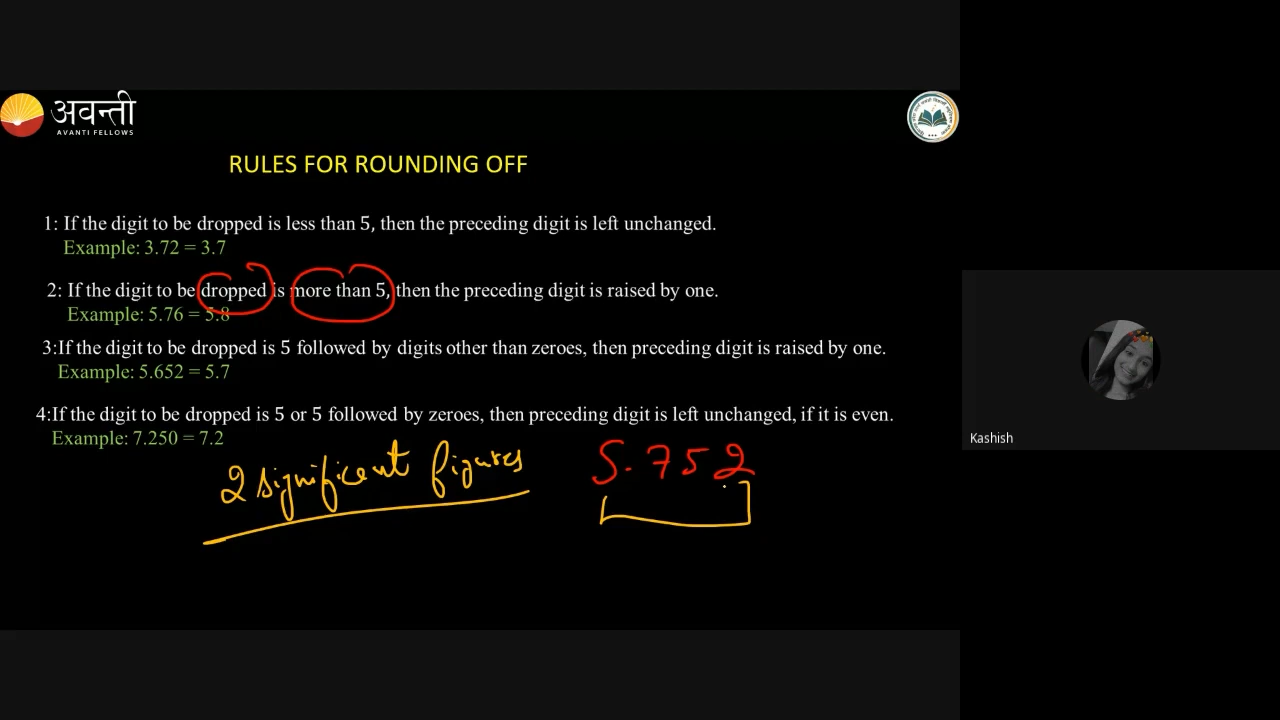 अवन्ती
AVANTI FELLOWS
RULES FOR ROUNDING OFF
1: If the digit to be dropped is less than 5, then the preceding digit is left unchanged.
Example: 3.72 = 3.7
2: If the digit to be dropped is more than 5, then the preceding digit is raised by one.
Example: 5.76 = 5.8
3:If the digit to be dropped is 5 followed by digits other than zeroes, then preceding digit is raised by one.
Example: 5.652 = 5.7
4:If the digit to be dropped is 5 or 5 followed by zeroes, then preceding digit is left unchanged, if it is even.
Example: 7.250 = 7.2
2 significant figures
5.752
Kashish